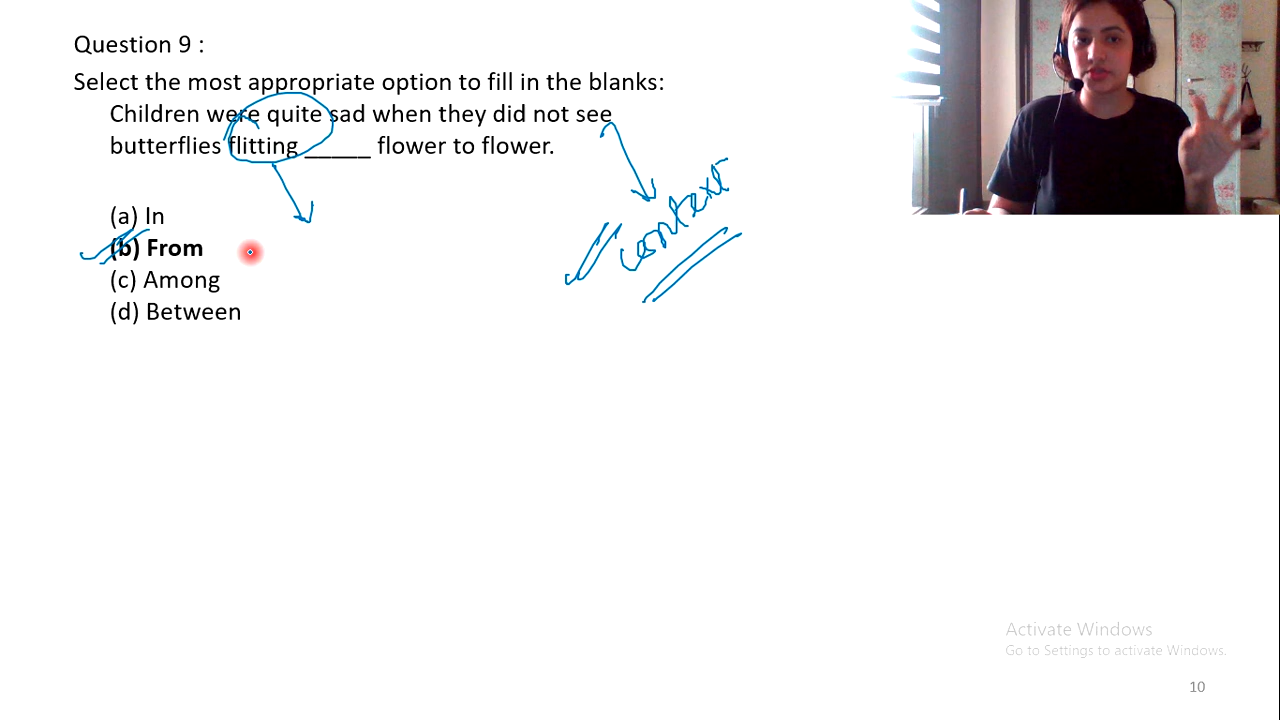 Question 9 :
Select the most appropriate option to fill in the blanks:
Children were quite sad when they did not see
butterflies flitting _____ flower to flower.
(a) In
(b) From
(c) Among
(d) Between
context
Activate Windows
Go to Settings to activate Windows.
10